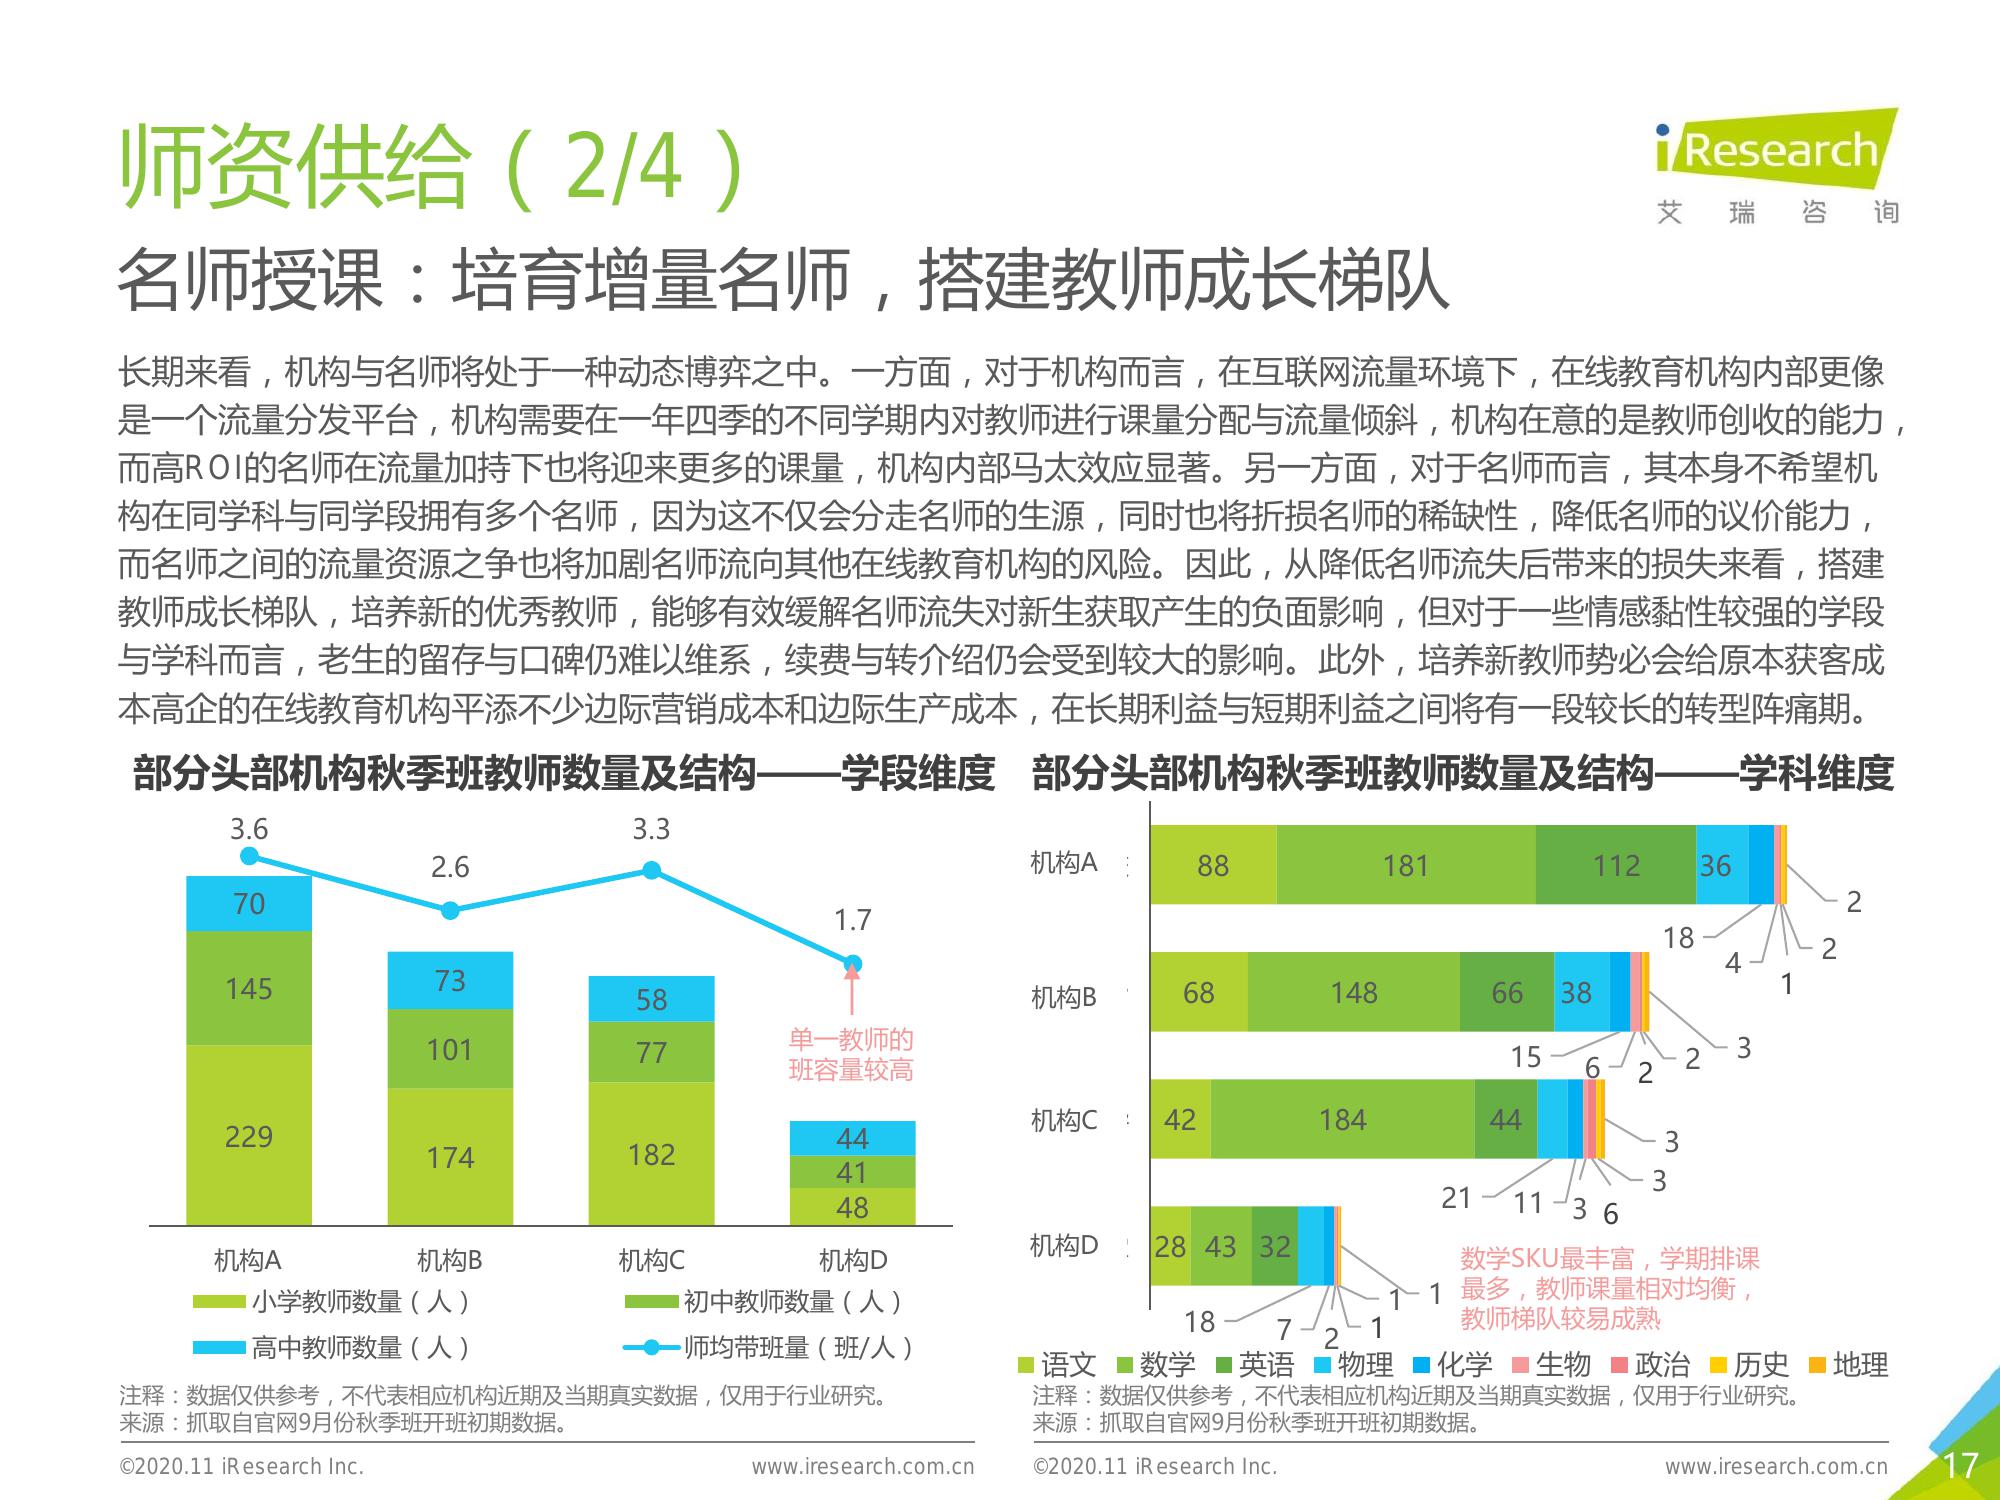 师资供给（2/4）
iResearch
艾瑞咨询
名师授课：培育增量名师，搭建教师成长梯队
长期来看，机构与名师将处于一种动态博弈之中。一方面，对于机构而言，在互联网流量环境下，在线教育机构内部更像
是一个流量分发平台，机构需要在一年四季的不同学期内对教师进行课量分配与流量倾斜，机构在意的是教师创收的能力，
而高ROI的名师在流量加持下也将迎来更多的课量，机构内部马太效应显著。另一方面，对于名师而言，其本身不希望机
构在同学科与同学段拥有多个名师，因为这不仅会分走名师的生源，同时也将折损名师的稀缺性，降低名师的议价能力，
而名师之间的流量资源之争也将加剧名师流向其他在线教育机构的风险。因此，从降低名师流失后带来的损失来看，搭建
教师成长梯队，培养新的优秀教师，能够有效缓解名师流失对新生获取产生的负面影响，但对于一些情感黏性较强的学段
与学科而言，老生的留存与口碑仍难以维系，续费与转介绍仍会受到较大的影响。此外，培养新教师势必会给原本获客成
本高企的在线教育机构平添不少边际营销成本和边际生产成本，在长期利益与短期利益之间将有一段较长的转型阵痛期。
部分头部机构秋季班教师数量及结构——学段维度
3.6
2.6
3.3
1.7
70
145
229
73
101
174
58
77
182
单一教师的
班容量较高
44
41
48
机构A
机构B
机构C
机构D
小学教师数量（人）
初中教师数量（人）
高中教师数量（人）
师均带班量（班/人）
注释：数据仅供参考，不代表相应机构近期及当期真实数据，仅用于行业研究。
来源：抓取自官网9月份秋季班开班初期数据。
©2020.11 iResearch Inc.
www.iresearch.com.cn
部分头部机构秋季班教师数量及结构——学科维度
机构A
88
181
112
36
18
4
1
2
2
机构B
68
148
66
38
15
6
2
2
3
机构C
42
184
44
21
11
3
6
3
3
机构D
28
43
32
18
7
2
1
1
1
数学SKU最丰富，学期排课
最多，教师课量相对均衡，
教师梯队较易成熟
语文 数学 英语 物理 化学 生物 政治 历史 地理
注释：数据仅供参考，不代表相应机构近期及当期真实数据，仅用于行业研究。
来源：抓取自官网9月份秋季班开班初期数据。
©2020.11 iResearch Inc.
www.iresearch.com.cn
17